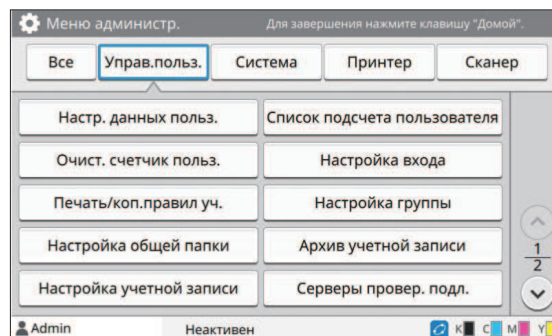 Меню администр. Для завершения нажмите клавишу "Домой".
Все Управ.польз. Система Принтер Сканер
Настр. данных польз. Список подсчета пользователя
Очист. счетчик польз. Настройка входа
Печать/коп.правил уч. Настройка группы
Настройка общей папки Архив учетной записи
1
2
Настройка учетной записи Серверы провер. подл.
Admin Неактивен K C M Y